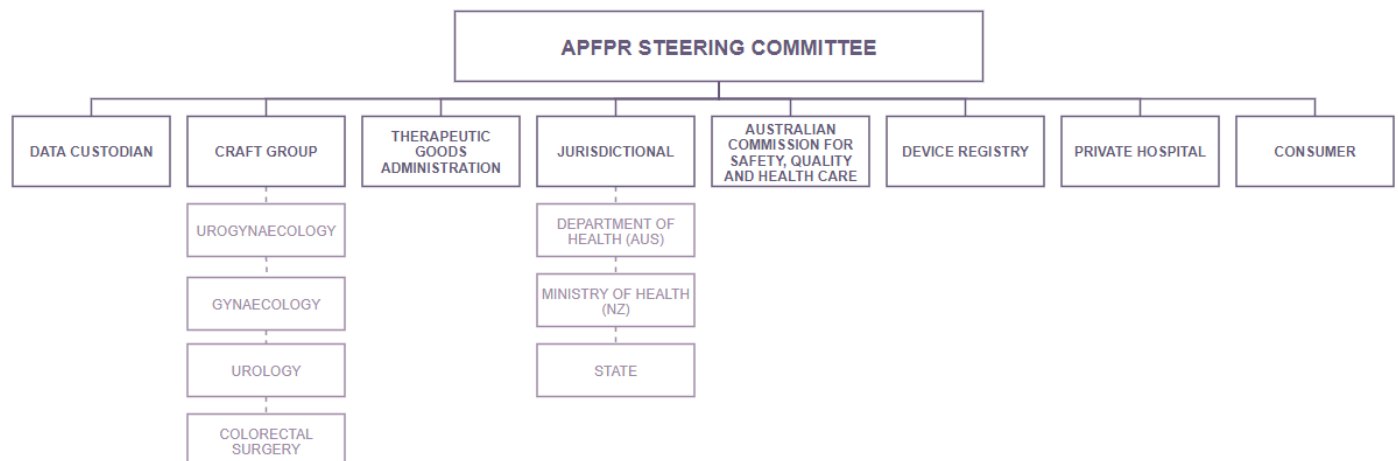 APFPR STEERING COMMITTEE
DATA CUSTODIAN
CRAFT GROUP
THERAPEUTIC
GOODS
ADMINISTRATION
JURISDICTIONAL
AUSTRALIAN
COMMISSION FOR
SAFETY, QUALITY
AND HEALTH CARE
DEVICE REGISTRY
PRIVATE HOSPITAL
CONSUMER
UROGYNAECOLOGY
GYNAECOLOGY
UROLOGY
COLORECTAL
SURGERY
DEPARTMENT OF
HEALTH (AUS)
MINISTRY OF HEALTH
(NZ)
STATE